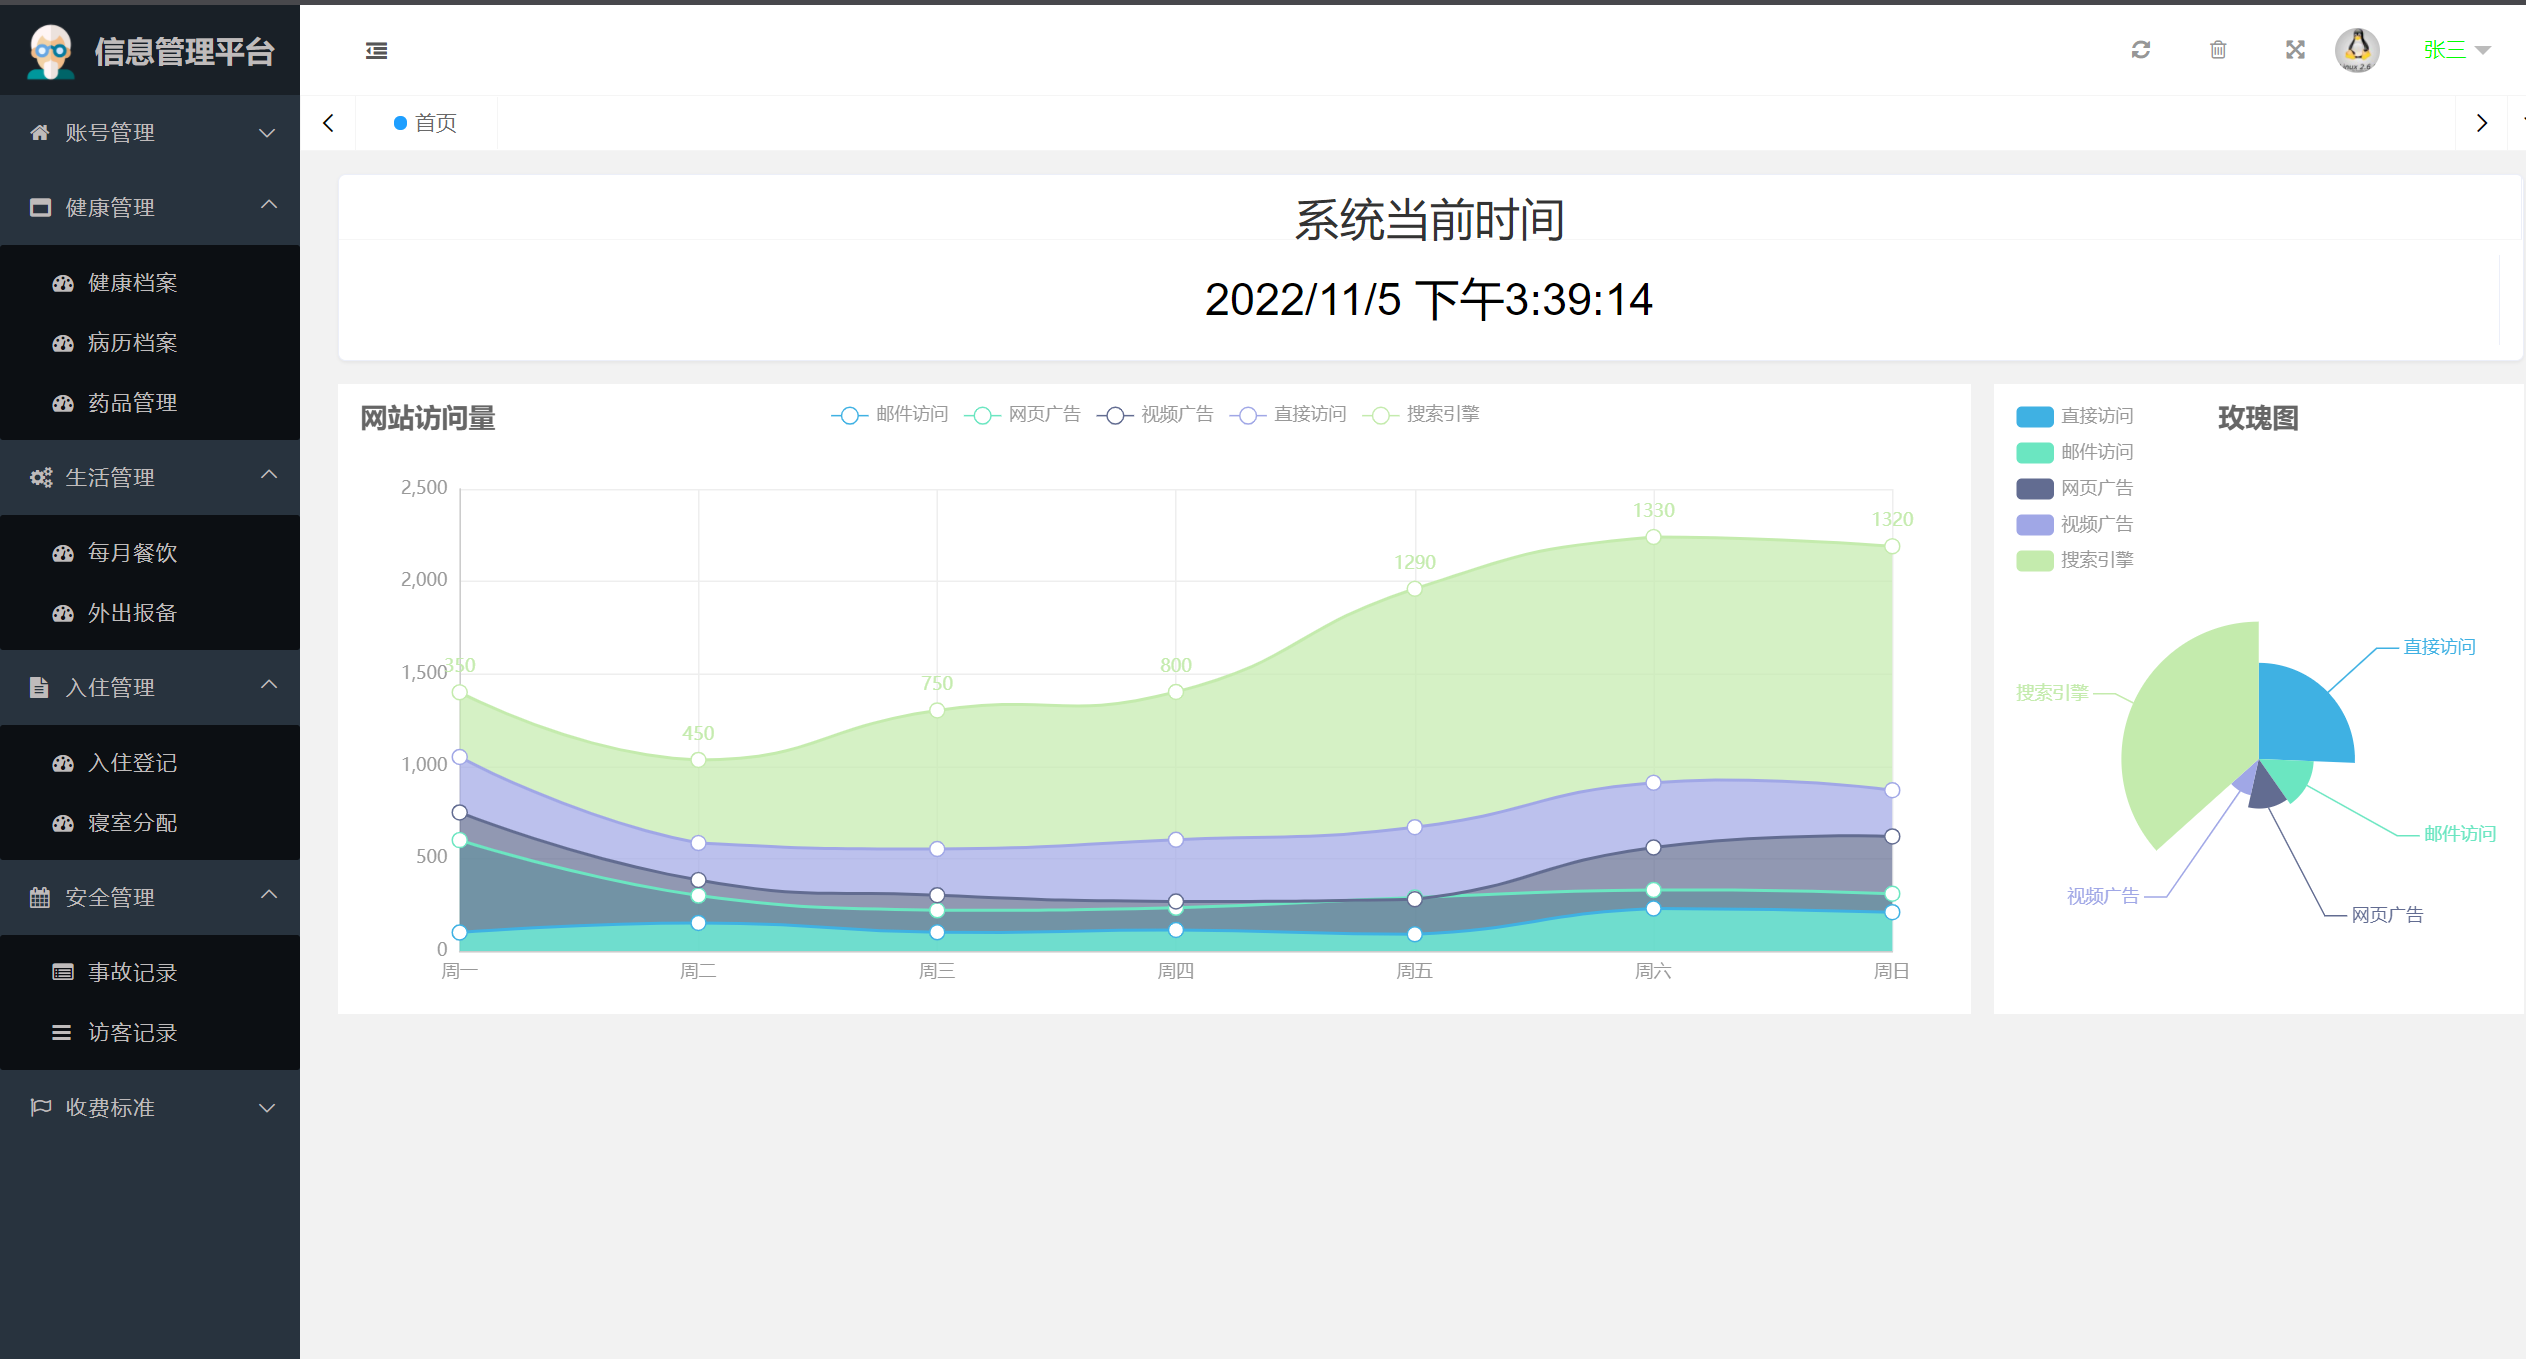 信息管理平台
账号管理
健康管理
健康档案
病历档案
药品管理
生活管理
每月餐饮
外出报备
入住管理
入住登记
寝室分配
安全管理
事故记录
访客记录
收费标准
张三
首页
系统当前时间
2022/11/5 下午3:39:14
网站访问量
邮件访问 网页广告 视频广告 直接访问 搜索引擎
2,500
2,000
1,500
1,000
500
0
350
450
750
800
1290
1330
1320
周一 周二 周三 周四 周五 周六 周日
玫瑰图
直接访问
邮件访问
网页广告
视频广告
搜索引擎
直接访问
搜索引擎
邮件访问
视频广告
网页广告